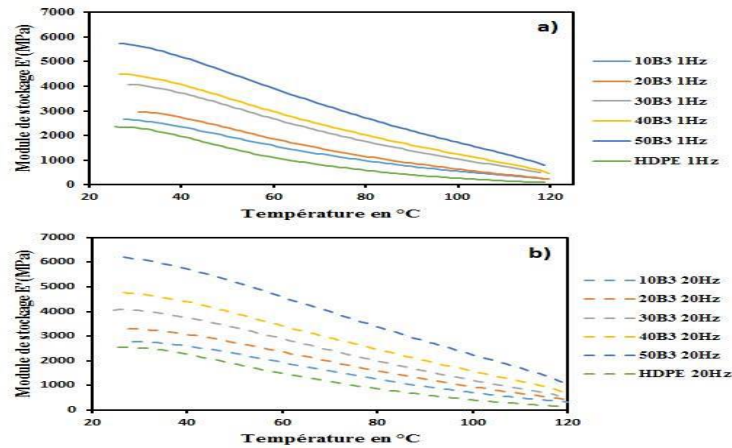 7000
6000
5000
4000
3000
2000
1000
0
Module de stockage E'(MPa)
a)
20 40 60 80 100 120
Température en °C
10B3 1Hz
20B3 1Hz
30B3 1Hz
40B3 1Hz
50B3 1Hz
HDPE 1Hz
7000
6000
5000
4000
3000
2000
1000
0
Module de stockage E'(MPa)
b)
20 40 60 80 100 120
Température en °C
10B3 20Hz
20B3 20Hz
30B3 20Hz
40B3 20Hz
50B3 20Hz
HDPE 20Hz